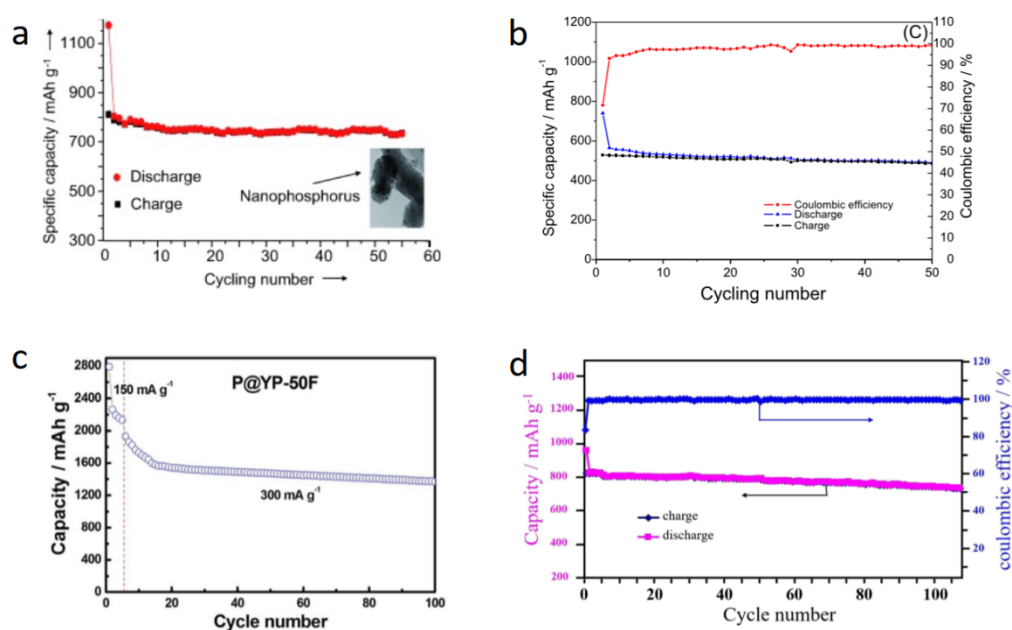 a
Specific capacity / mAh g⁻¹ →
1100
900
700
500
300
Discharge
Charge
Nanophosphorus
0 10 20 30 40 50 60
Cycling number →
b
(C)
Specific capacity / mAh g⁻¹
1200
1000
800
600
400
200
0
Coulombic efficiency / %
100
90
80
70
60
50
40
30
20
10
0
Coulombic efficiency
Discharge
Charge
0 10 20 30 40 50
Cycling number
c
Capacity / mAh g⁻¹
2800
2400
2000
1600
1200
800
400
0
P@YP-50F
150 mA g⁻¹
300 mA g⁻¹
0 20 40 60 80 100
Cycle number
d
Capacity / mAh g⁻¹
1400
1200
1000
800
600
400
200
coulombic efficiency / %
120
100
80
60
40
20
charge
discharge
0 20 40 60 80 100
Cycle number